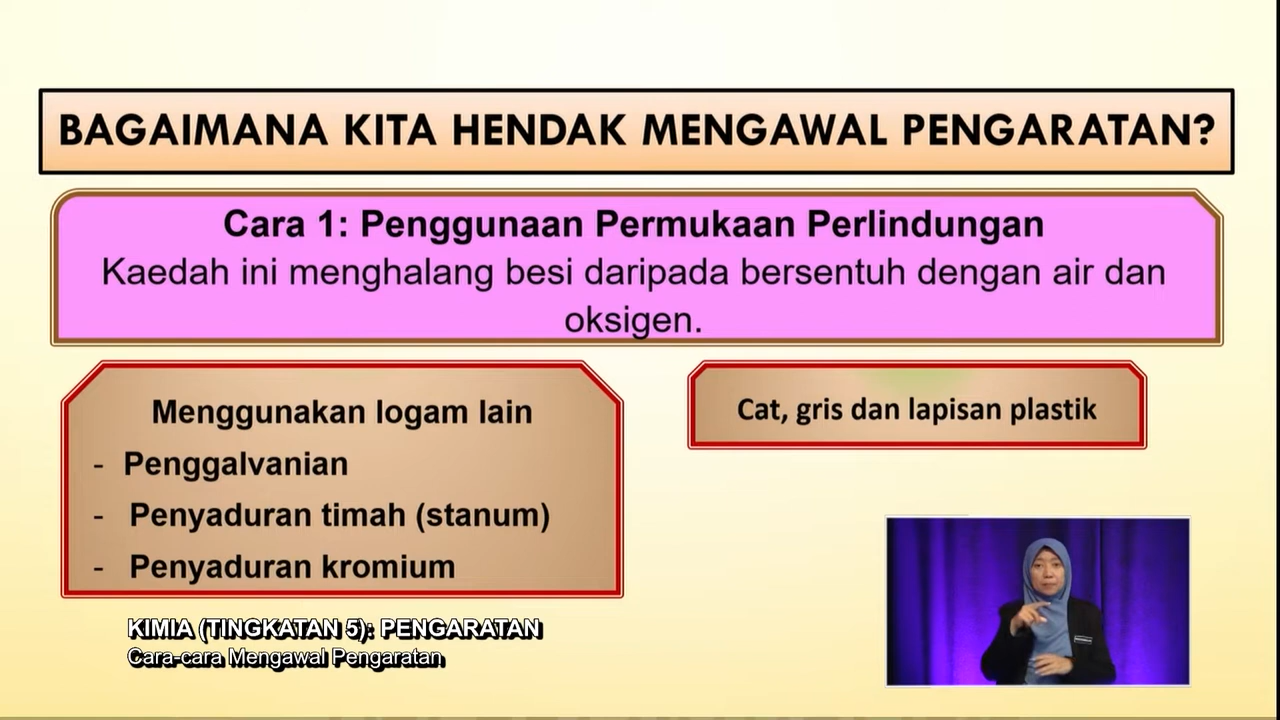 BAGAIMANA KITA HENDAK MENGAWAL PENGARATAN?
Cara 1: Penggunaan Permukaan Perlindungan
Kaedah ini menghalang besi daripada bersentuh dengan air dan
oksigen.
Menggunakan logam lain
- Penggalvanian
- Penyaduran timah (stanum)
- Penyaduran kromium
Cat, gris dan lapisan plastik
KIMIA (TINGKATAN 5): PENGARATAN
Cara-cara Mengawal Pengaratan